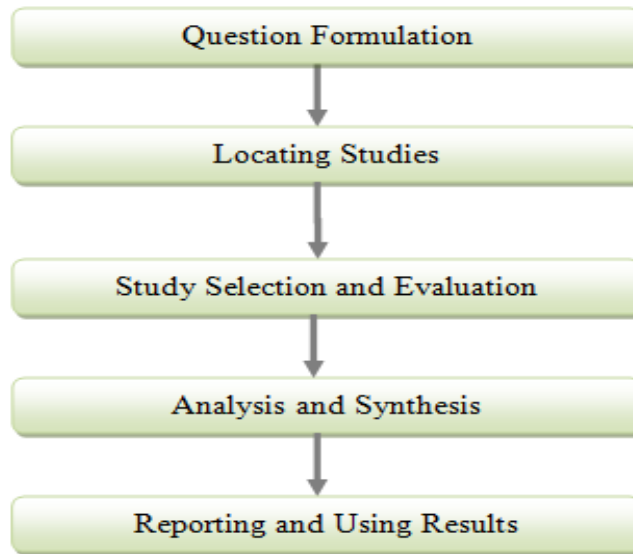 Question Formulation
Locating Studies
Study Selection and Evaluation
Analysis and Synthesis
Reporting and Using Results